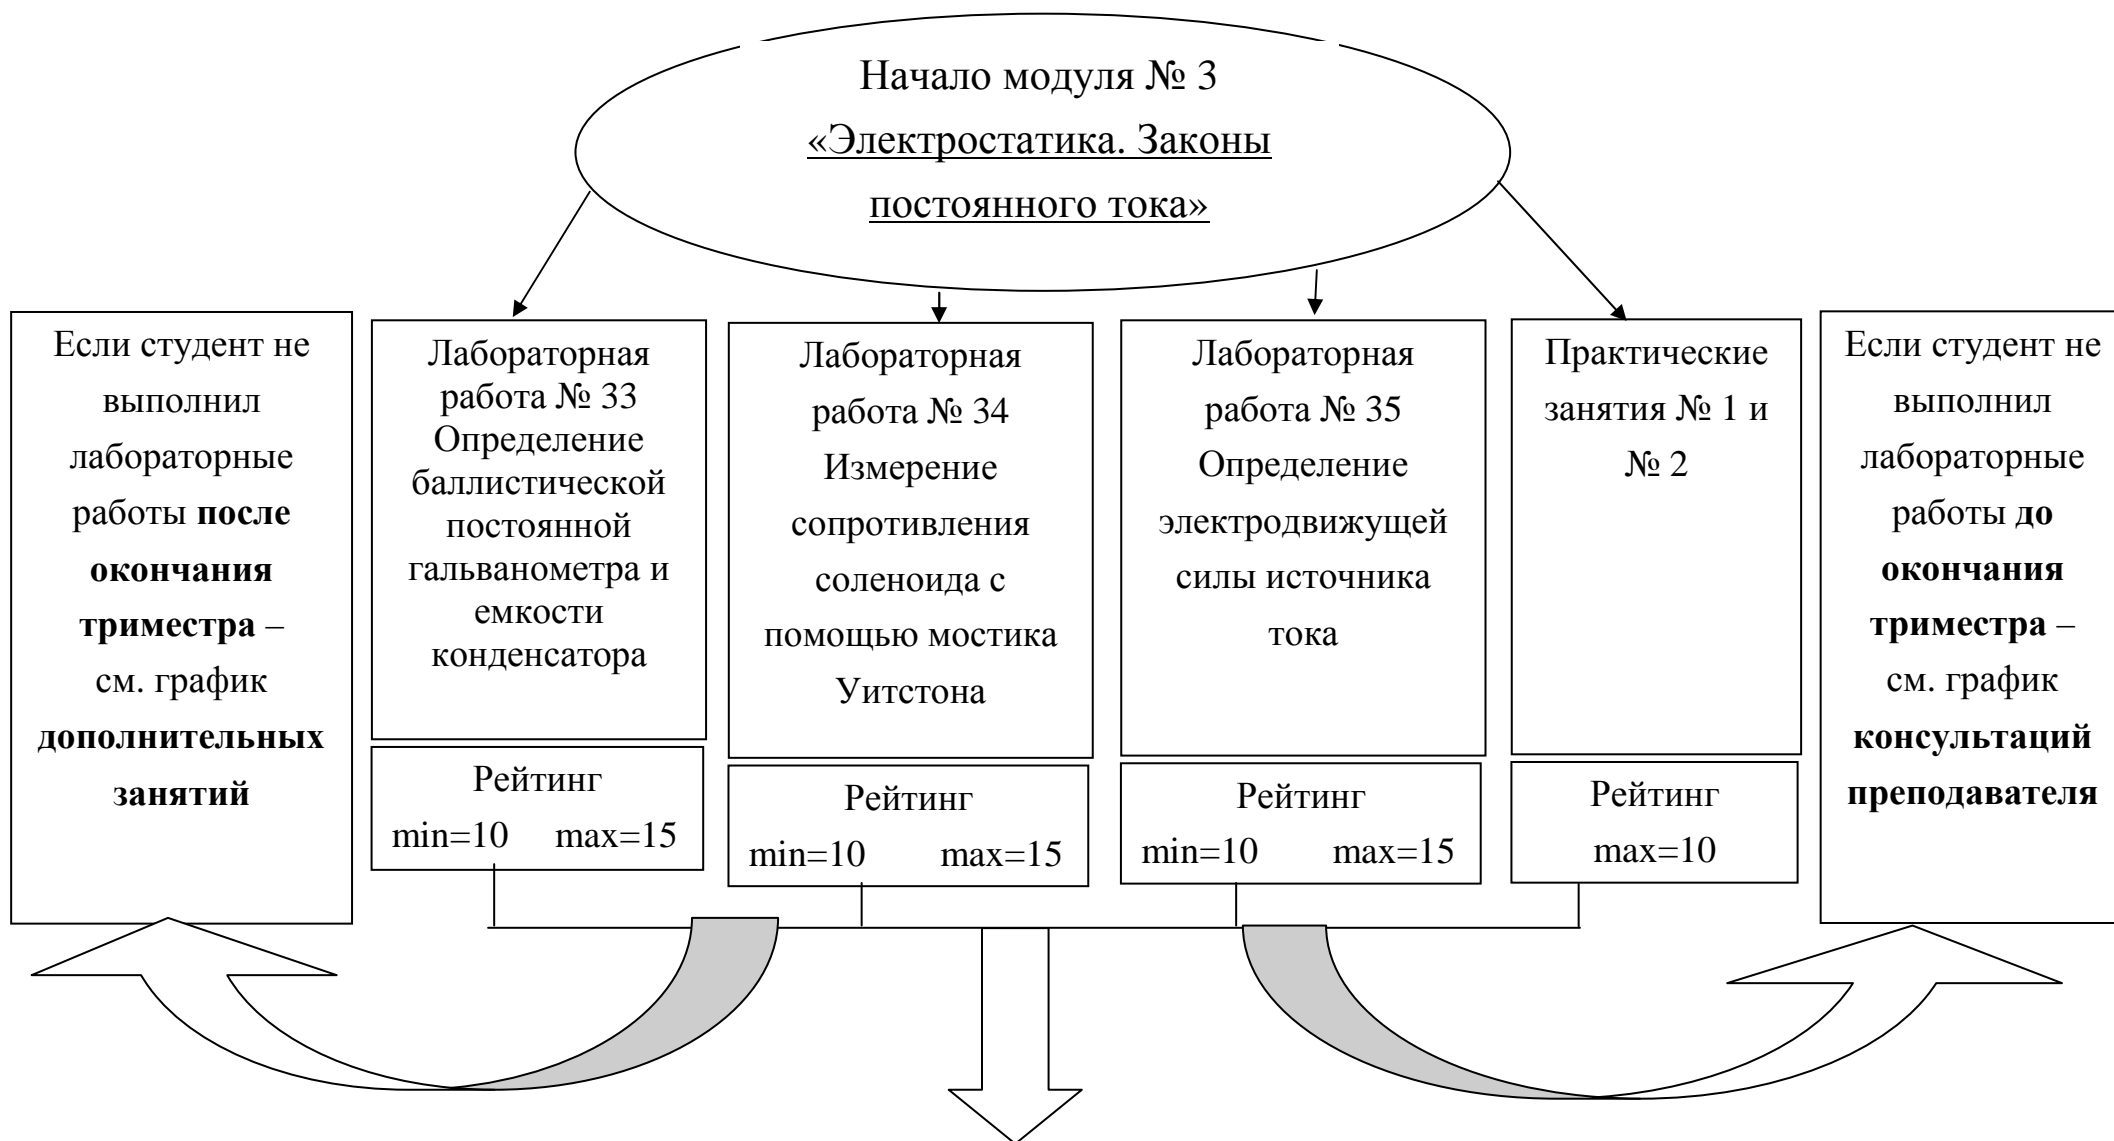 Начало модуля № 3
«Электростатика. Законы
постоянного тока»
Если студент не
выполнил
лабораторные
работы после
окончания
триместра –
см. график
дополнительных
занятий
Лабораторная
работа № 33
Определение
баллистической
постоянной
гальванометра и
емкости
конденсатора
Рейтинг
min=10 max=15
Лабораторная
работа № 34
Измерение
сопротивления
соленоида с
помощью мостика
Уитстона
Рейтинг
min=10 max=15
Лабораторная
работа № 35
Определение
электродвижущей
силы источника
тока
Рейтинг
min=10 max=15
Практические
занятия № 1 и
№ 2
Рейтинг
max=10
Если студент не
выполнил
лабораторные
работы до
окончания
триместра –
см. график
консультаций
преподавателя